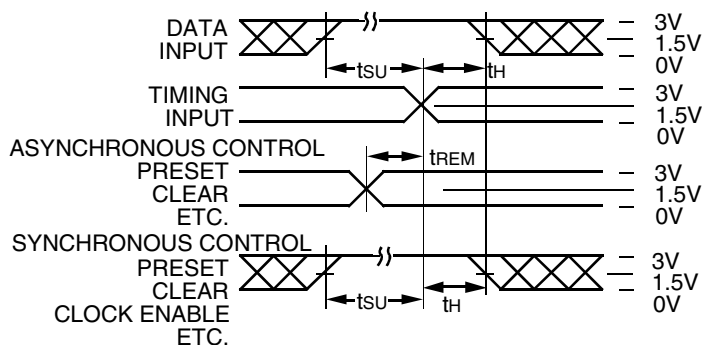 DATA
INPUT
3V
1.5V
0V
tSU
tH
TIMING
INPUT
3V
1.5V
0V
ASYNCHRONOUS CONTROL
PRESET
CLEAR
ETC.
tREM
3V
1.5V
0V
SYNCHRONOUS CONTROL
PRESET
CLEAR
CLOCK ENABLE
ETC.
tSU
tH
3V
1.5V
0V